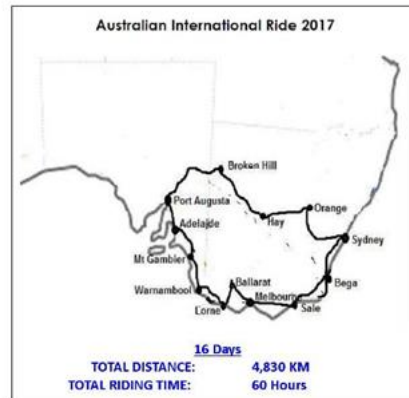 Australian International Ride 2017
Broken Hill
Port Augusta
Orange
Hay
Adelaide
Sydney
Mt Gambler
Ballarat
Bega
Warnambool
Melbourn
Lorne
Sale
16 Days
TOTAL DISTANCE: 4,830 KM
TOTAL RIDING TIME: 60 Hours